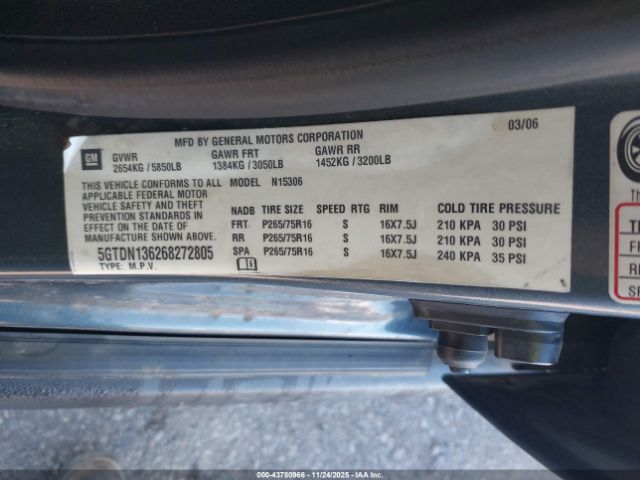 MFD BY GENERAL MOTORS CORPORATION 03/06
GM GVWR GAWR FRT GAWR RR
2654KG / 5850LB 1384KG / 3050LB 1452KG / 3200LB
THIS VEHICLE CONFORMS TO ALL MODEL N15306
APPLICABLE FEDERAL MOTOR
VEHICLE SAFETY AND THEFT
PREVENTION STANDARDS IN
EFFECT ON THE DATE OF
MANUFACTURE SHOWN ABOVE.
5GTDN136268272805
TYPE: M.P.V.
NADB TIRE SIZE SPEED RTG RIM COLD TIRE PRESSURE
FRT P265/75R16 S 16X7.5J 210 KPA 30 PSI
RR P265/75R16 S 16X7.5J 210 KPA 30 PSI
SPA P265/75R16 S 16X7.5J 240 KPA 35 PSI
00-43780966 - 11/24/2025 - IAAI.CA